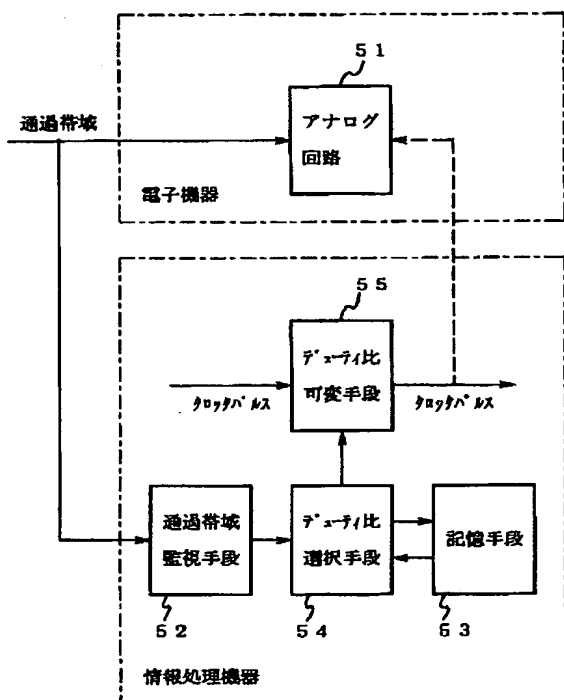 51
通過帯域
アナログ
回路
電子機器
55
デューティ比
可変手段
クロックパルス
クロックパルス
通過帯域
監視手段
デューティ比
選択手段
記憶手段
52
54
53
情報処理機器